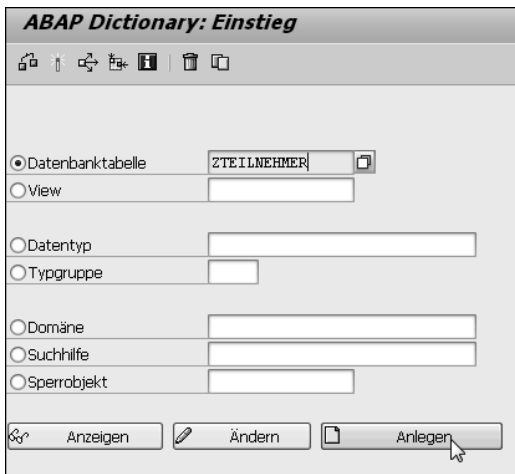 ABAP Dictionary: Einstieg
Datenbanktabelle ZTEILNEHMER
View
Datentyp
Typgruppe
Domäne
Suchhilfe
Sperrobjekt
Anzeigen Ändern Anlegen